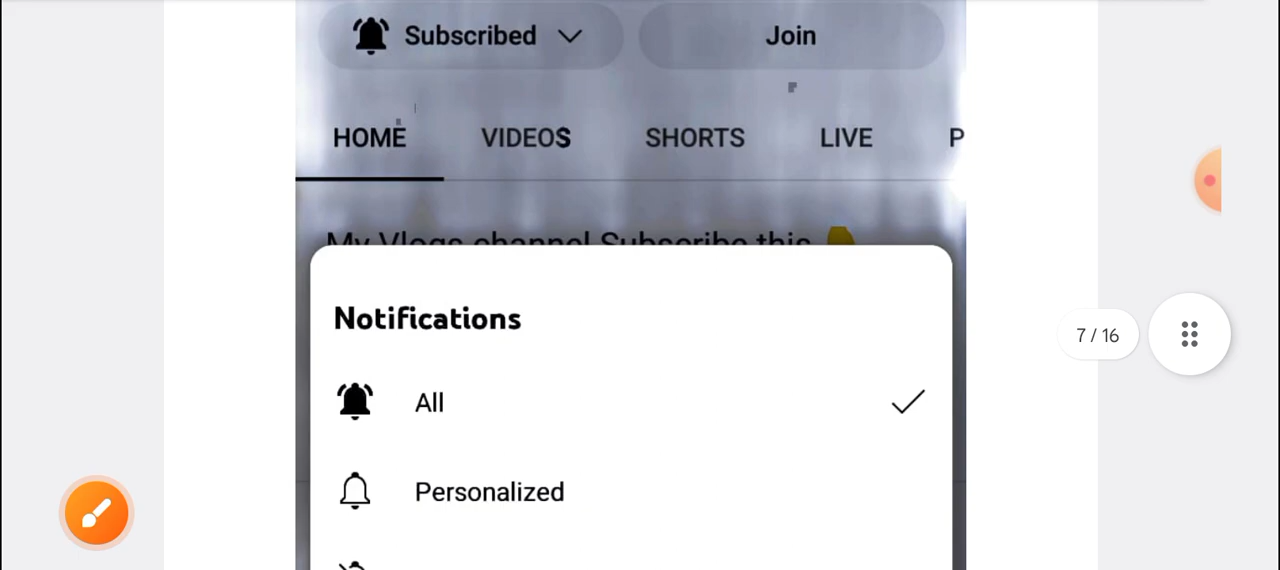 Subscribed Join
HOME VIDEOS SHORTS LIVE P
My Vlogs channel Subscribe this
Notifications
7 / 16
All
Personalized